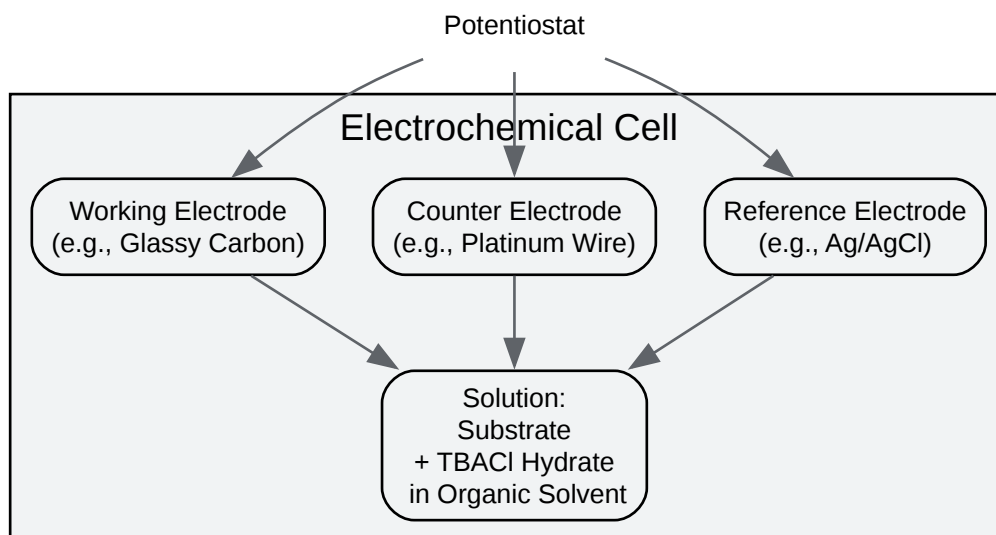 Potentiostat
Electrochemical Cell
Working Electrode
(e.g., Glassy Carbon)
Counter Electrode
(e.g., Platinum Wire)
Reference Electrode
(e.g., Ag/AgCl)
Solution:
Substrate
+ TBACl Hydrate
in Organic Solvent